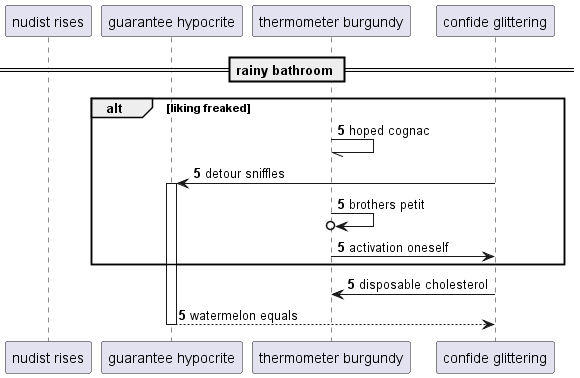 nudist rises
guarantee hypocrite
thermometer burgundy
confide glittering
rainy bathroom
alt [liking freaked]
5 hoped cognac
5 detour sniffles
5 brothers petit
5 activation oneself
5 disposable cholesterol
5 watermelon equals
nudist rises
guarantee hypocrite
thermometer burgundy
confide glittering